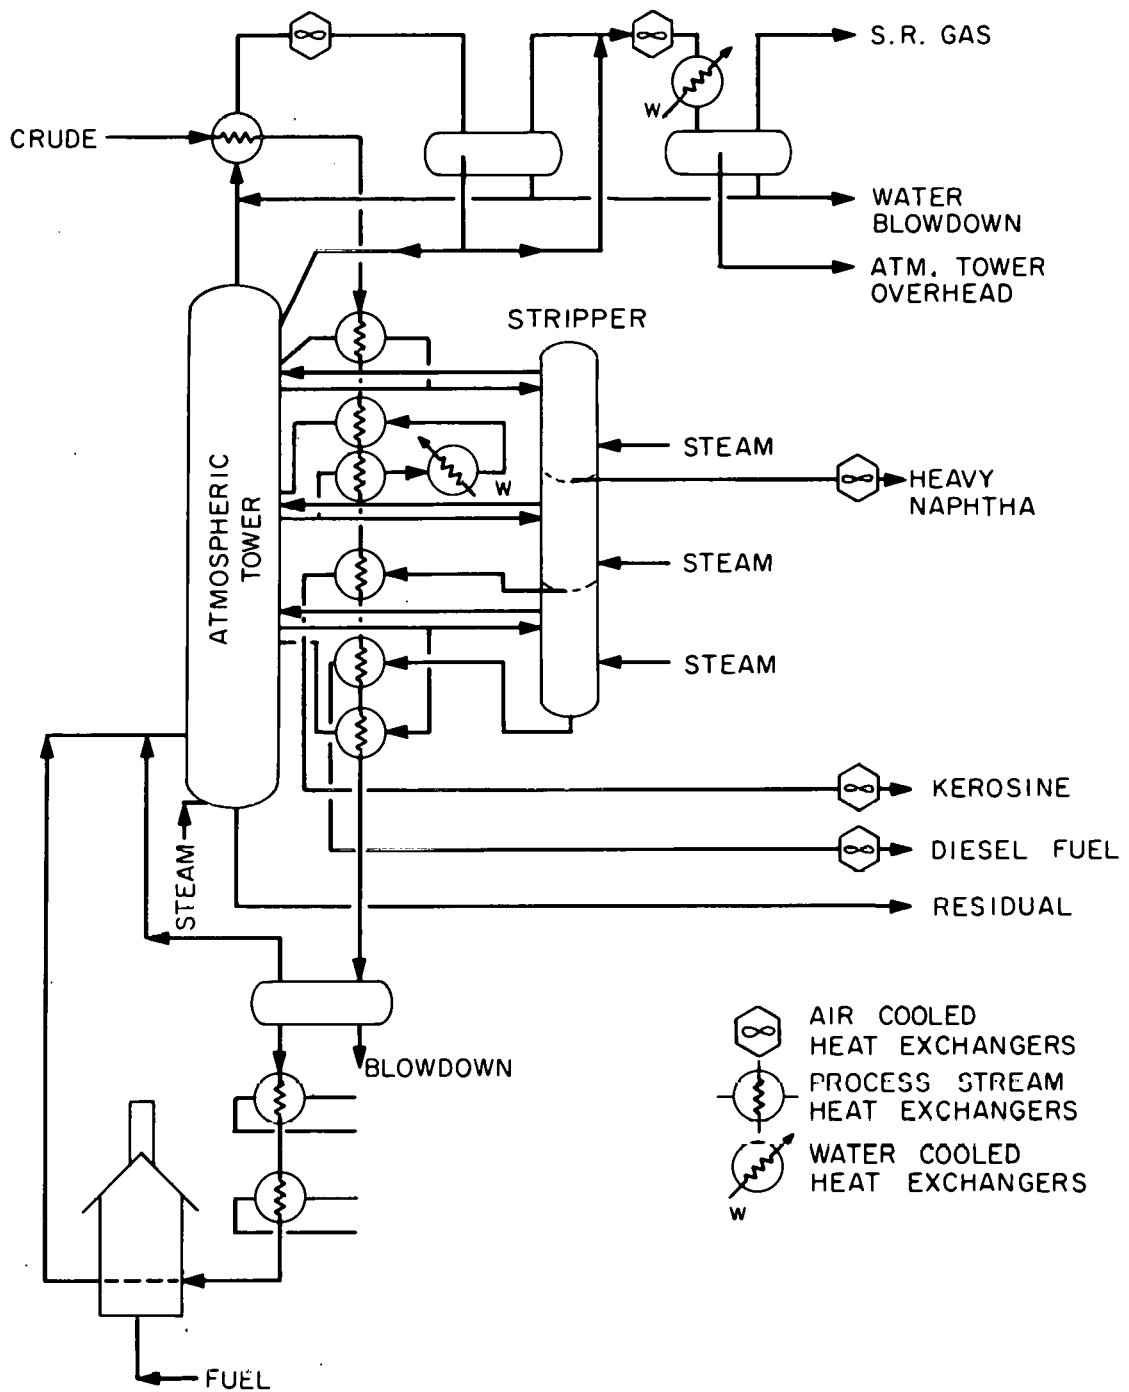 S.R. GAS
W
CRUDE
WATER
BLOWDOWN
ATM. TOWER
OVERHEAD
STRIPPER
STEAM
W
HEAVY
NAPHTHA
ATMOSPHERIC
TOWER
STEAM
STEAM
KEROSINE
DIESEL FUEL
STEAM
RESIDUAL
BLOWDOWN
AIR COOLED
HEAT EXCHANGERS
PROCESS STREAM
HEAT EXCHANGERS
WATER COOLED
HEAT EXCHANGERS
W
FUEL